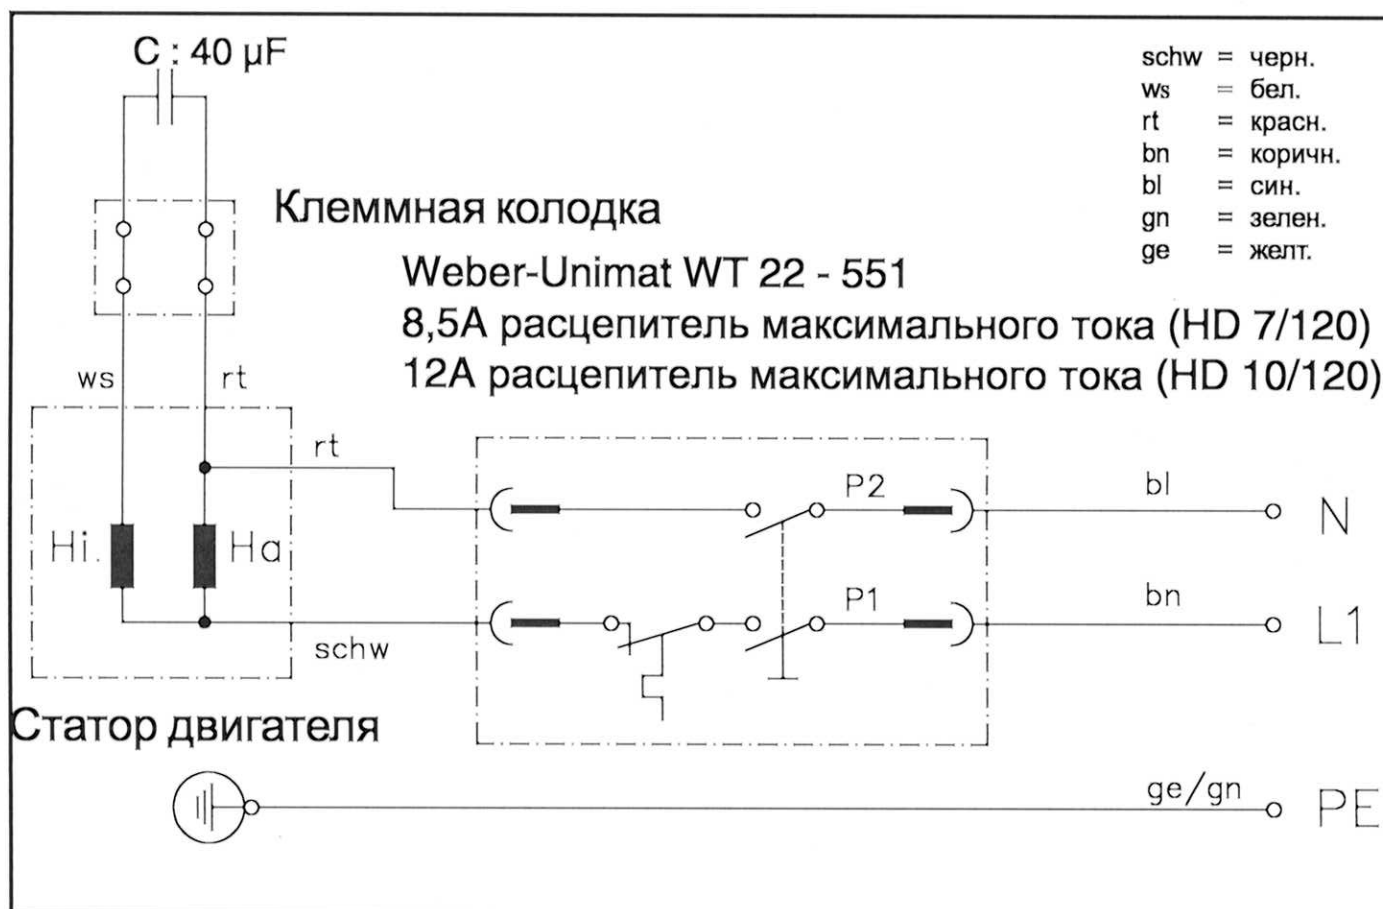 C : 40 µF
schw = черн.
ws = бел.
rt = красн.
bn = коричн.
bl = син.
gn = зелен.
ge = желт.
Клеммная колодка
Weber-Unimat WT 22 - 551
8,5A расцепитель максимального тока (HD 7/120)
12A расцепитель максимального тока (HD 10/120)
ws
rt
rt
P2
bl
N
Hi.
Ha
P1
bn
L1
schw
Статор двигателя
ge/gn
PE